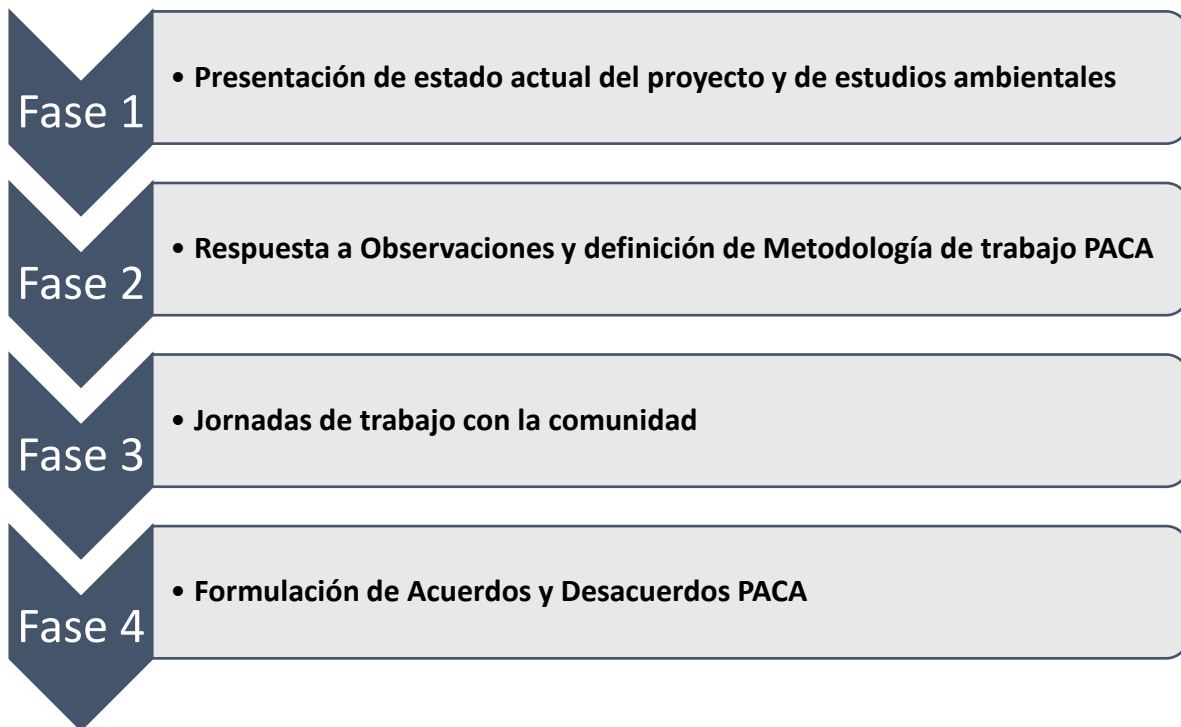 Fase 1
• Presentación de estado actual del proyecto y de estudios ambientales
Fase 2
• Respuesta a Observaciones y definición de Metodología de trabajo PACA
Fase 3
• Jornadas de trabajo con la comunidad
Fase 4
• Formulación de Acuerdos y Desacuerdos PACA